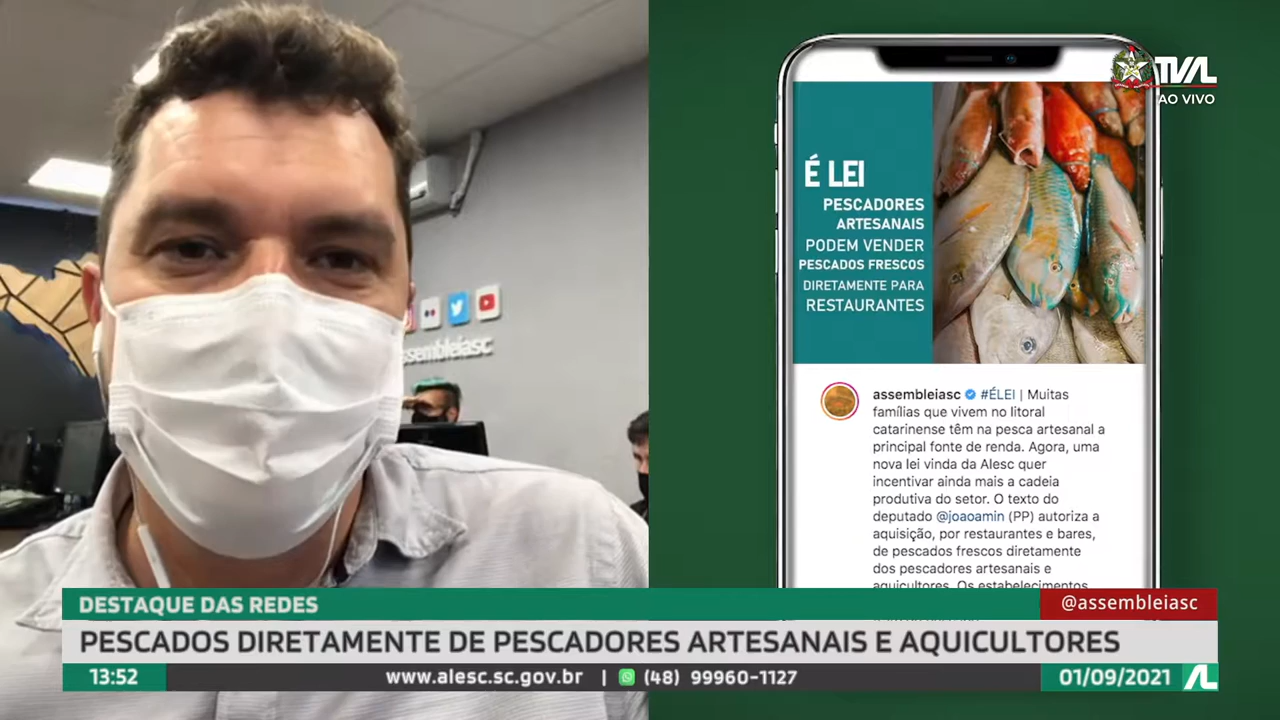 TVAL
AO VIVO
É LEI
PESCADORES
ARTESANAIS
PODEM VENDER
PESCADOS FRESCOS
DIRETAMENTE PARA
RESTAURANTES
assembleiasc
assembleiasc #ÉLEI | Muitas
famílias que vivem no litoral
catarinense têm na pesca artesanal a
principal fonte de renda. Agora, uma
nova lei vinda da Alesc quer
incentivar ainda mais a cadeia
produtiva do setor. O texto do
deputado @joaoamin (PP) autoriza a
aquisição, por restaurantes e bares,
de pescados frescos diretamente
dos pescadores artesanais e
aquicultores. Os estabelecimentos
DESTAQUE DAS REDES
@assembleiasc
PESCADOS DIRETAMENTE DE PESCADORES ARTESANAIS E AQUICULTORES
13:52
www.alesc.sc.gov.br | (48) 99960-1127
01/09/2021
AL